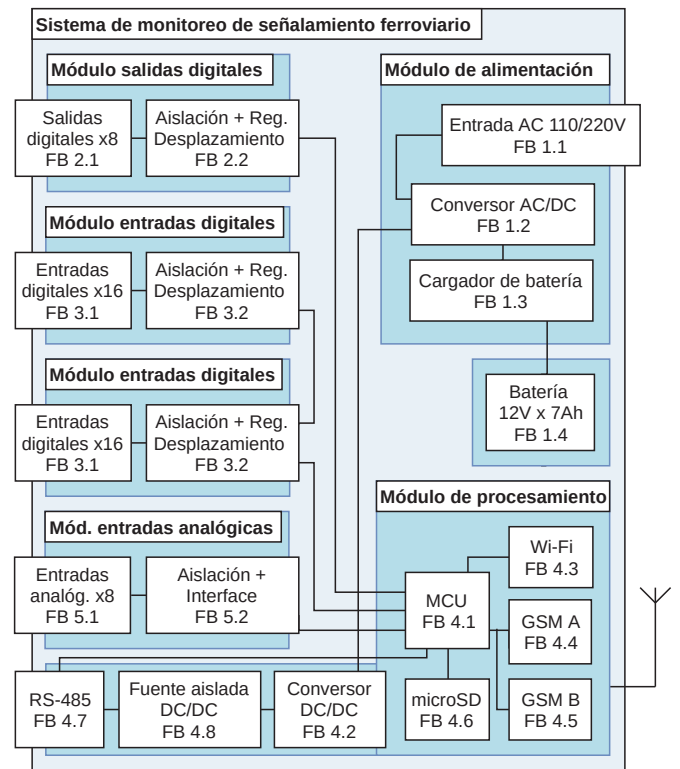 Sistema de monitoreo de señalamiento ferroviario
Módulo salidas digitales
Salidas
digitales x8
FB 2.1
Aislación + Reg.
Desplazamiento
FB 2.2
Módulo entradas digitales
Entradas
digitales x16
FB 3.1
Aislación + Reg.
Desplazamiento
FB 3.2
Módulo entradas digitales
Entradas
digitales x16
FB 3.1
Aislación + Reg.
Desplazamiento
FB 3.2
Mód. entradas analógicas
Entradas
analóg. x8
FB 5.1
Aislación +
Interface
FB 5.2
RS-485
FB 4.7
Fuente aislada
DC/DC
FB 4.8
Conversor
DC/DC
FB 4.2
Módulo de alimentación
Entrada AC 110/220V
FB 1.1
Conversor AC/DC
FB 1.2
Cargador de batería
FB 1.3
Batería
12V x 7Ah
FB 1.4
Módulo de procesamiento
MCU
FB 4.1
Wi-Fi
FB 4.3
GSM A
FB 4.4
microSD
FB 4.6
GSM B
FB 4.5